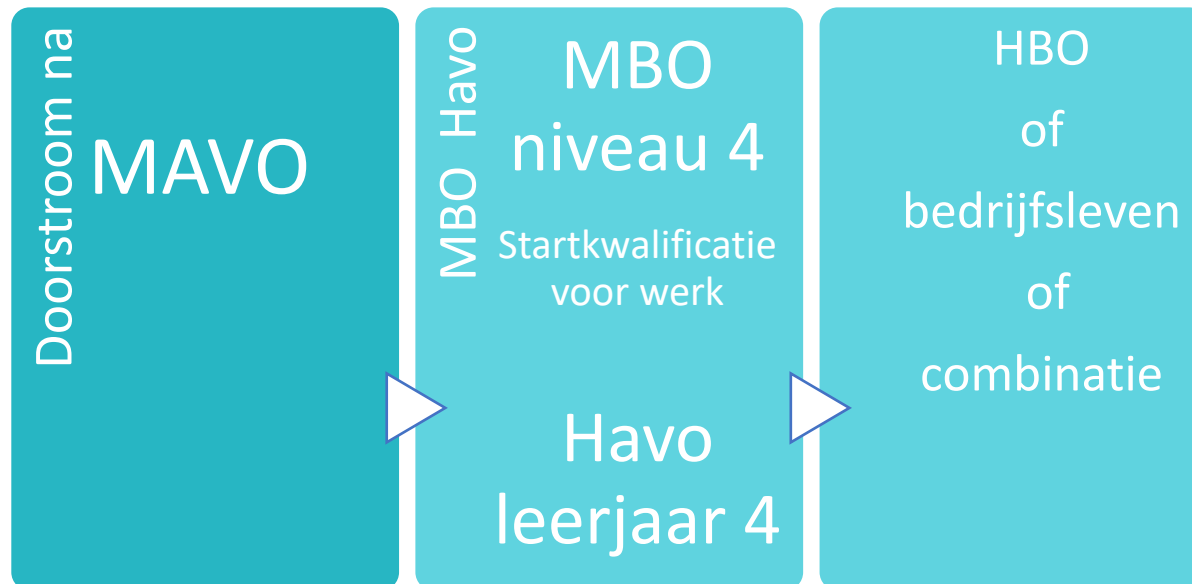 Doorstroom na
MAVO
MBO Havo
MBO
niveau 4
Startkwalificatie
voor werk
Havo
leerjaar 4
HBO
of
bedrijfsleven
of
combinatie